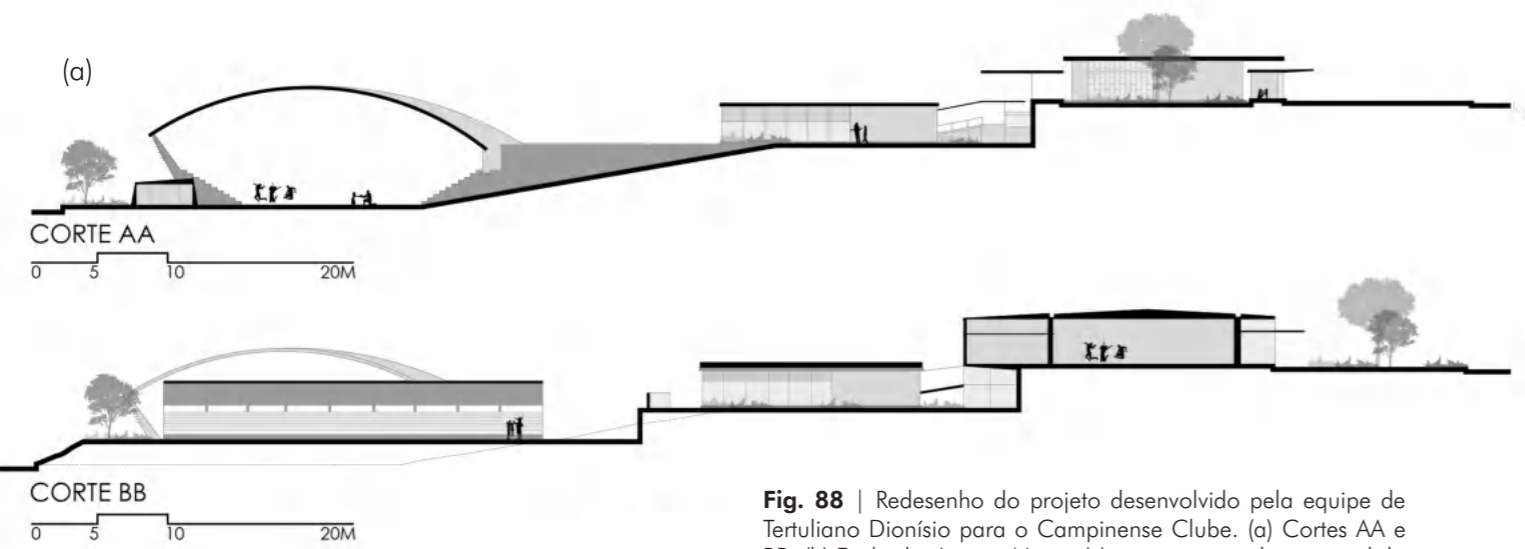 (a)
CORTE AA
0 5 10 20M
CORTE BB
0 5 10 20M
Fig. 88 | Redesenho do projeto desenvolvido pela equipe de
Tertuliano Dionísio para o Campinense Clube. (a) Cortes AA e